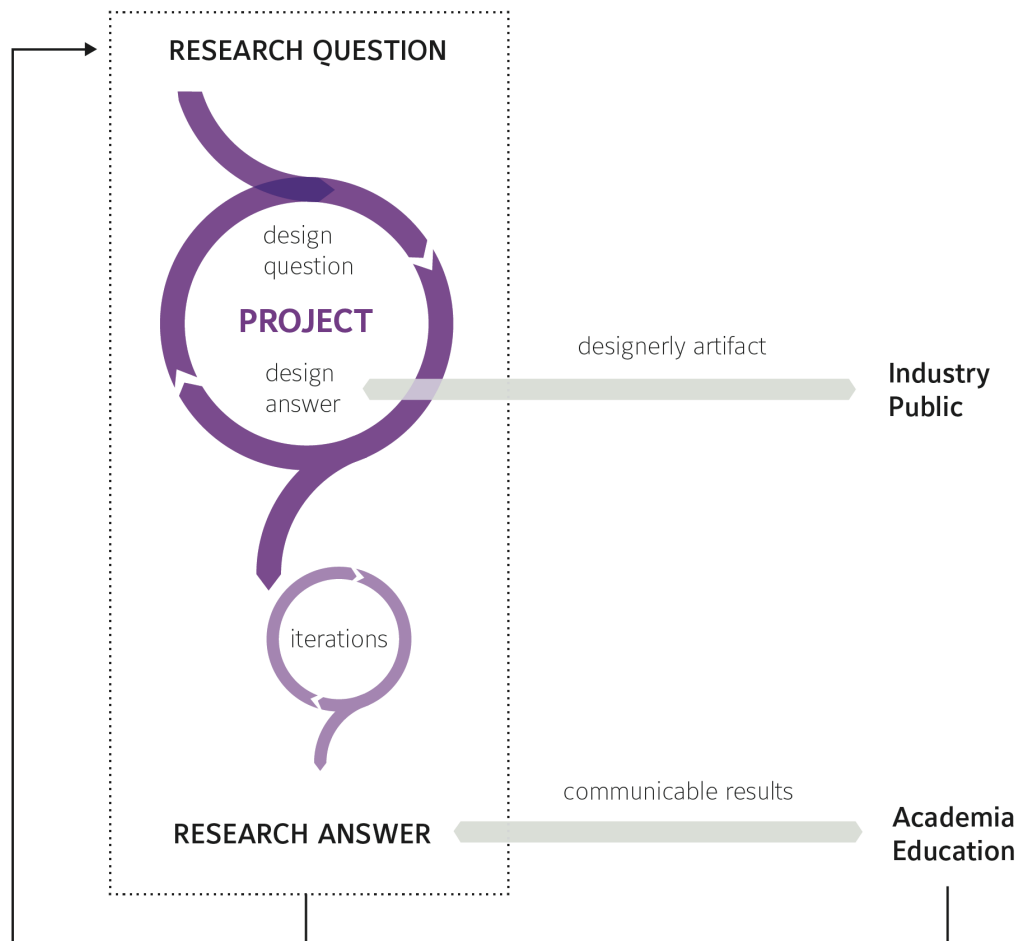 RESEARCH QUESTION
design
question
PROJECT
design
answer
designerly artifact
Industry
Public
iterations
communicable results
RESEARCH ANSWER
Academia
Education